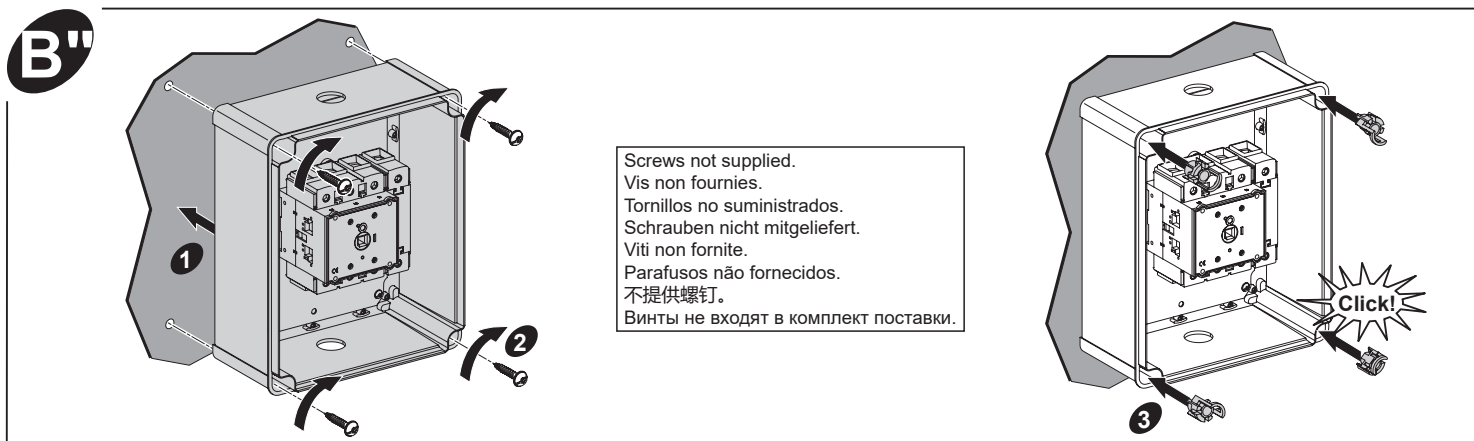 B"
1
2
Screws not supplied.
Vis non fournies.
Tornillos no suministrados.
Schrauben nicht mitgeliefert.
Viti non fornite.
Parafusos não fornecidos.
不提供螺钉。
Винты не входят в комплект поставки.
Click!
3